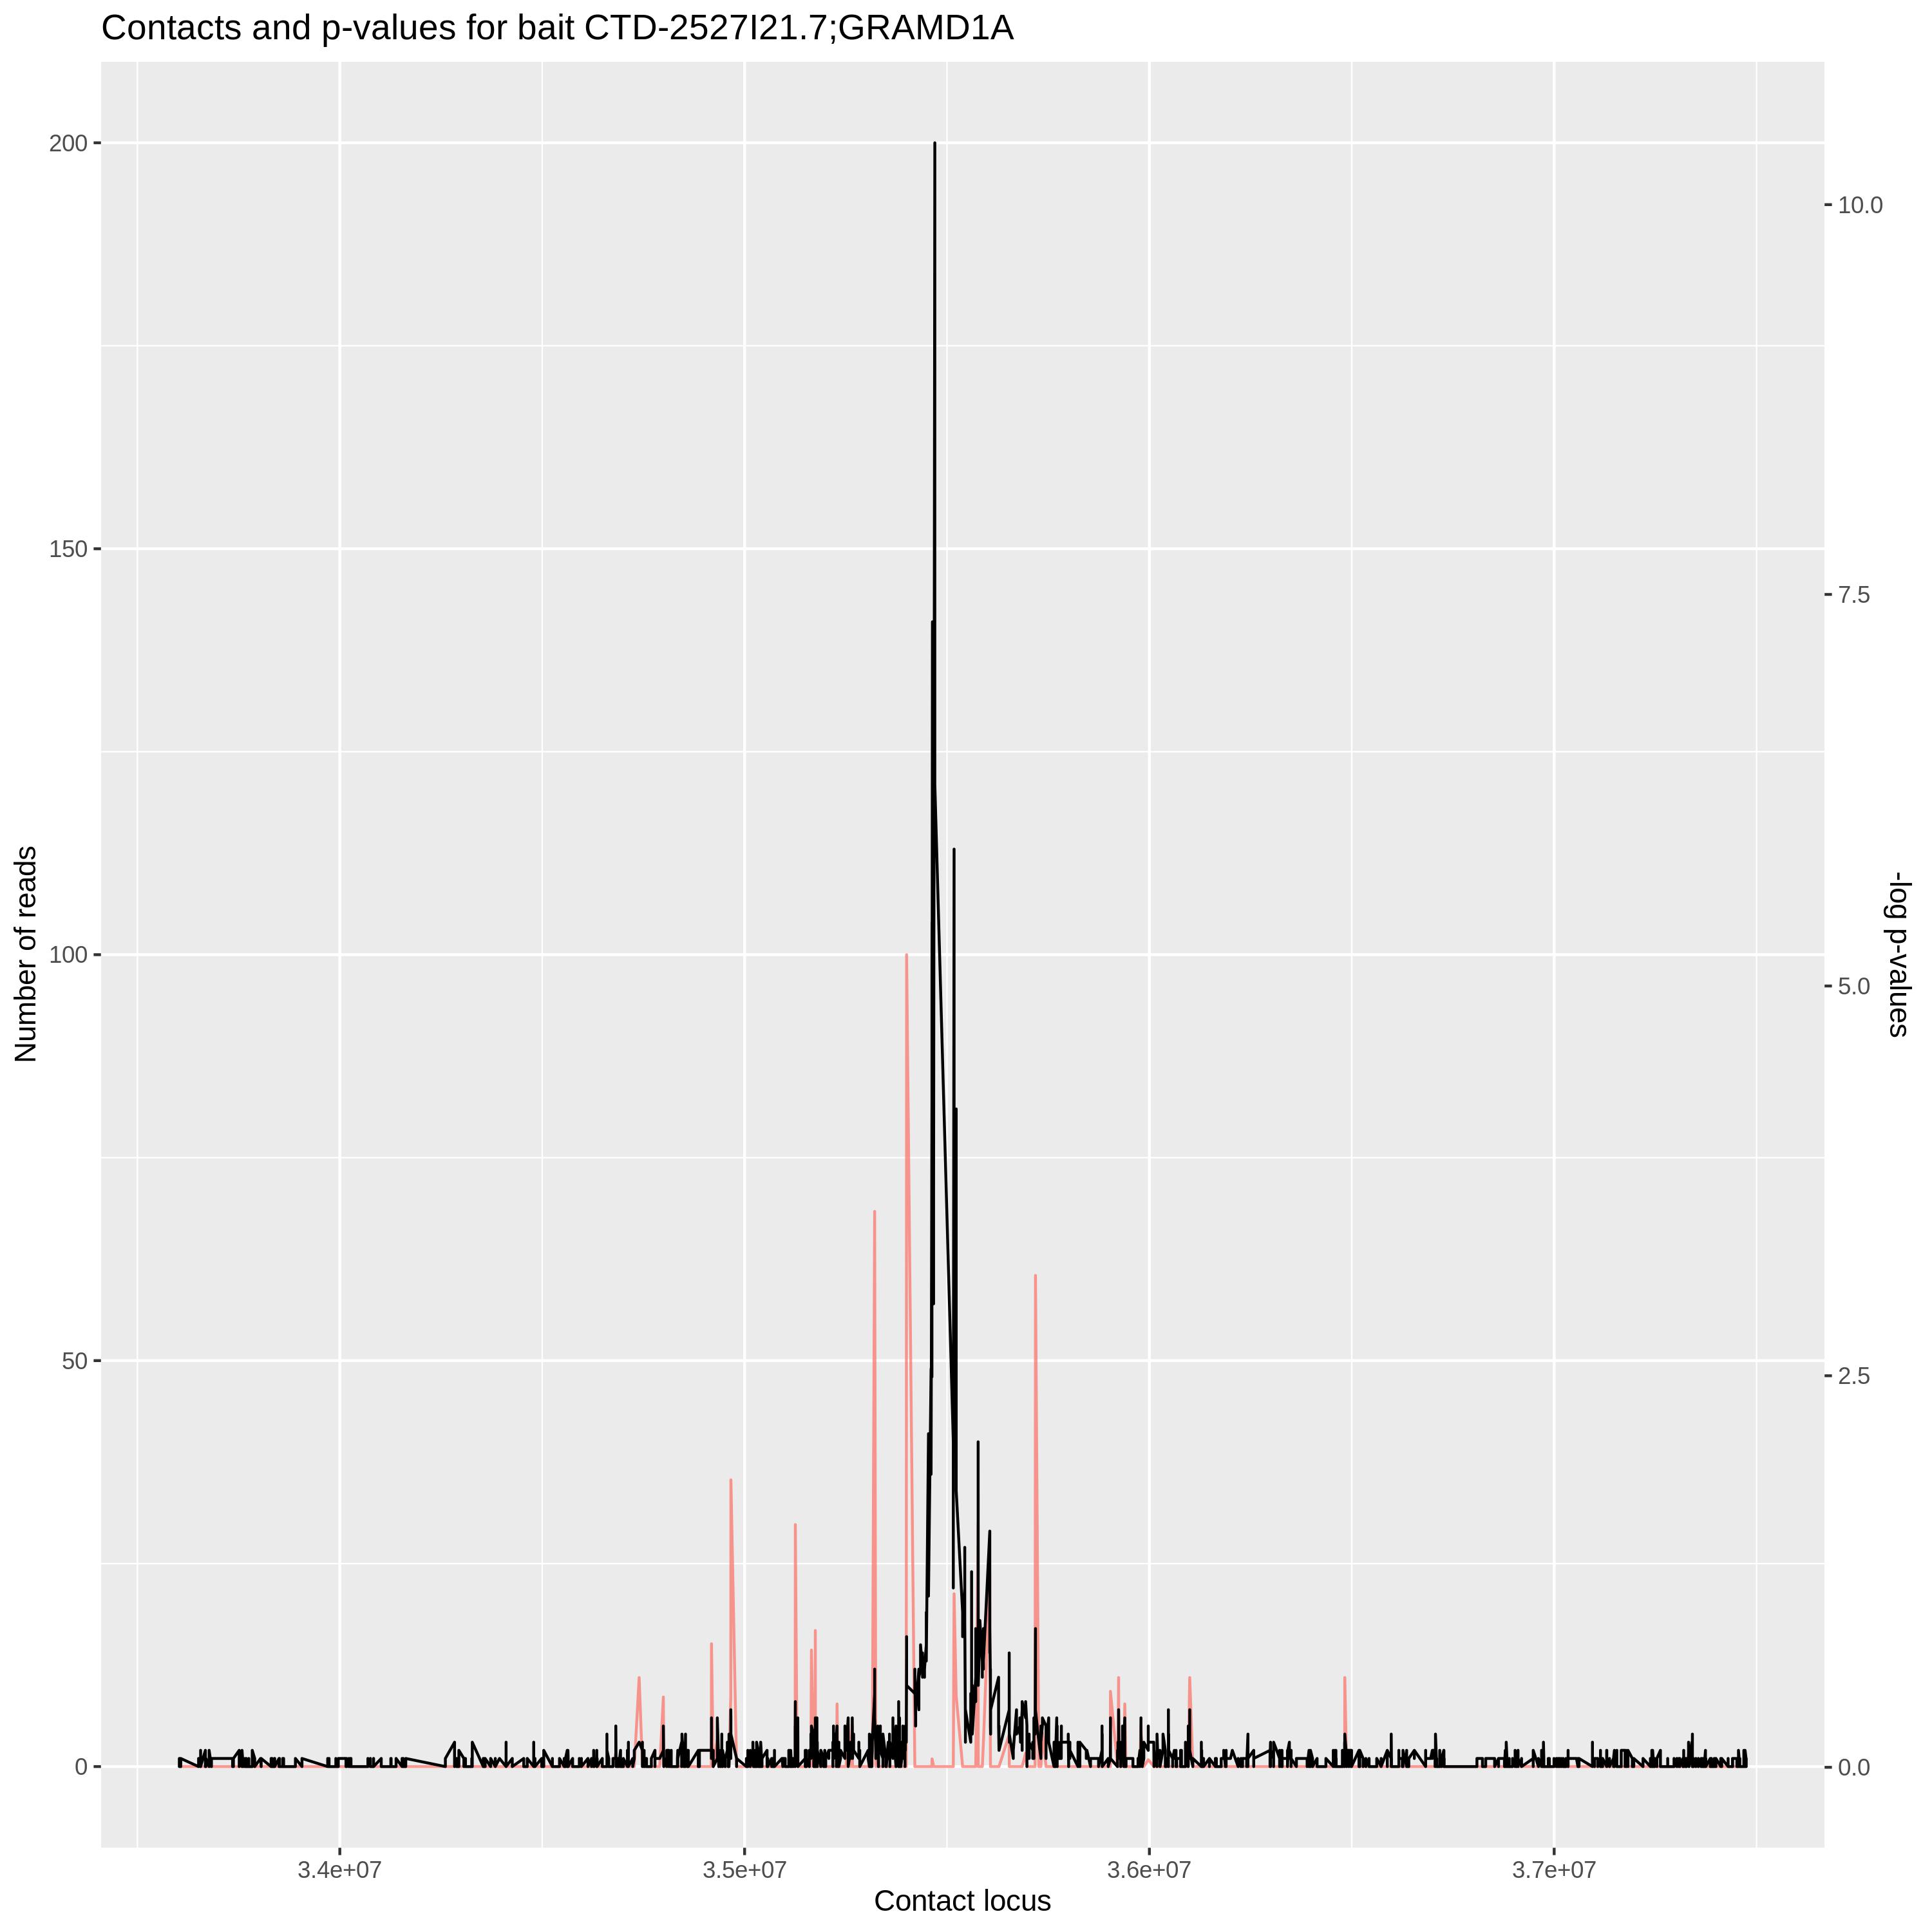 Contacts and p-values for bait CTD-2527I21.7;GRAMD1A
200
150
100
50
0
Number of reads
10.0
7.5
5.0
2.5
0.0
-log p-values
3.4e+07 3.5e+07 3.6e+07 3.7e+07
Contact locus